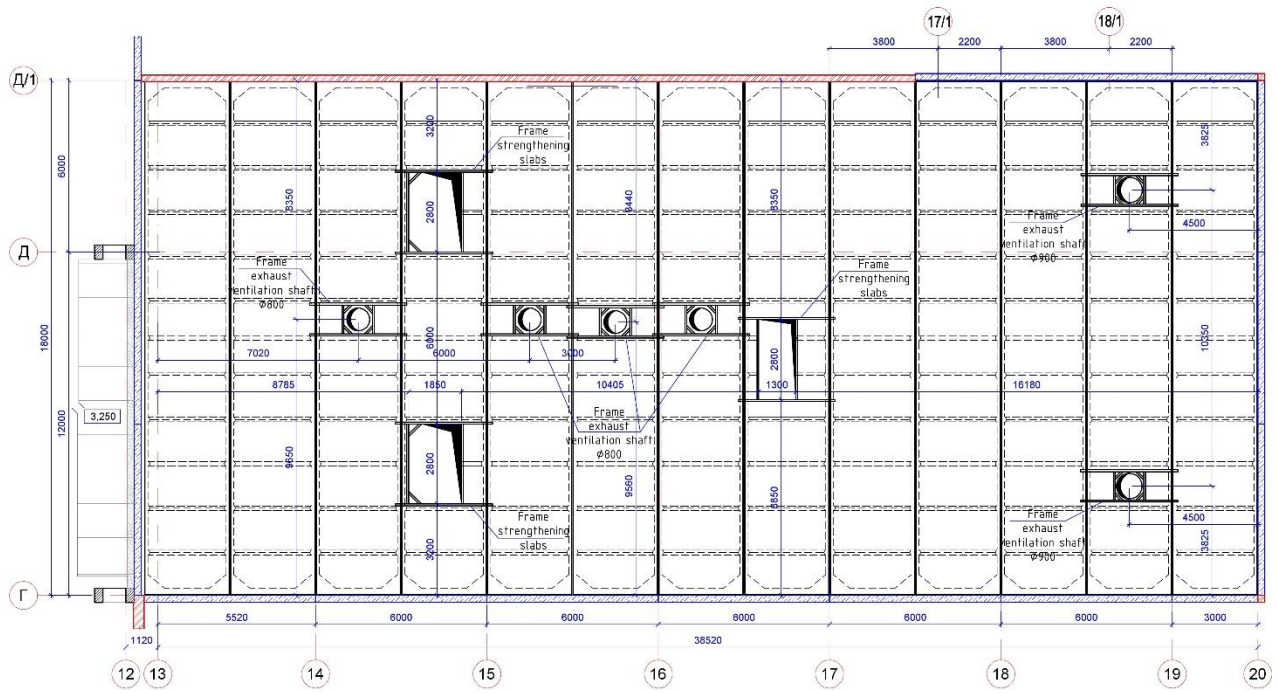 17/1
18/1
3800
2200
3800
2200
Д/1
6000
3200
Frame
strengthening
slabs
8350
2800
8440
8350
3825
Frame
exhaust
ventilation shaft
Ф900
4500
Д
Frame
exhaust
ventilation shaft
Ф800
Frame
strengthening
slabs
18000
6000
10350
7020
6000
3000
2800
8785
1850
10405
1300
16180
3,250
12000
Frame
exhaust
ventilation shaft
Ф800
9650
2800
9560
6850
Frame
strengthening
slabs
3200
Frame
exhaust
ventilation shaft
Ф900
4500
3825
Г
5520
6000
6000
6000
6000
6000
3000
1120
38520
12
13
14
15
16
17
18
19
20